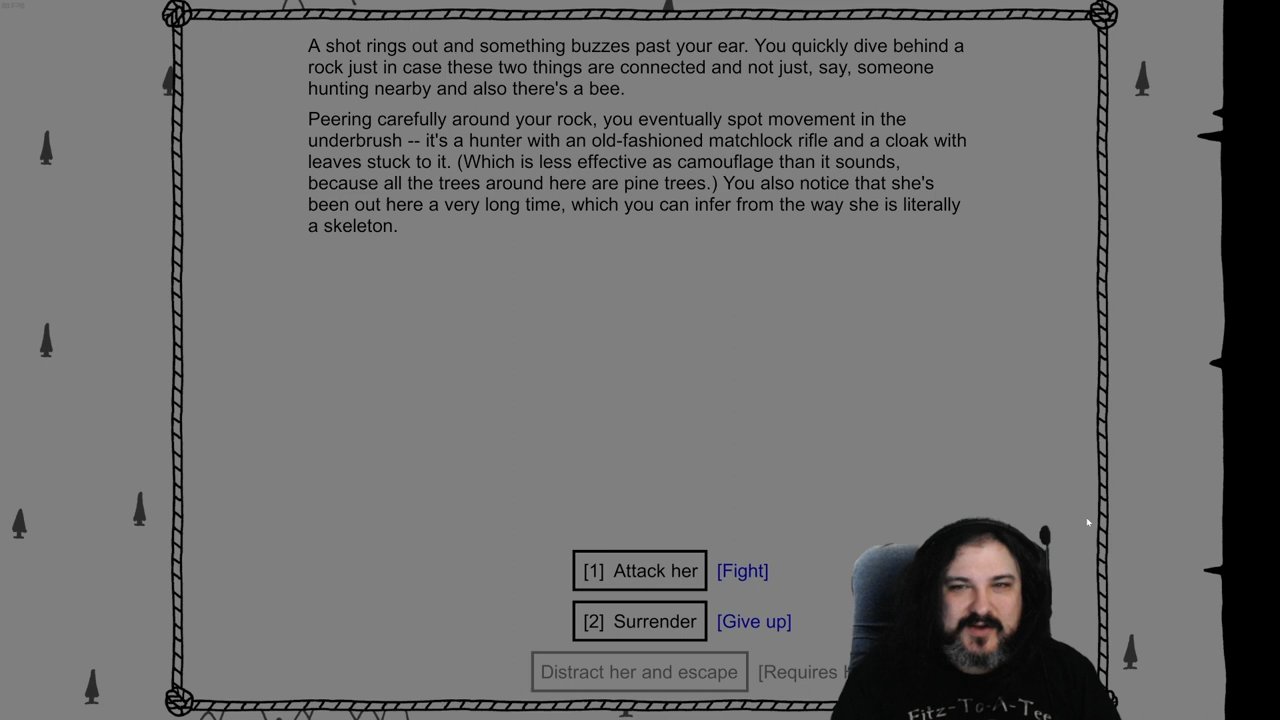 A shot rings out and something buzzes past your ear. You quickly dive behind a
rock just in case these two things are connected and not just, say, someone
hunting nearby and also there's a bee.
Peering carefully around your rock, you eventually spot movement in the
underbrush -- it's a hunter with an old-fashioned matchlock rifle and a cloak with
leaves stuck to it. (Which is less effective as camouflage than it sounds,
because all the trees around here are pine trees.) You also notice that she's
been out here a very long time, which you can infer from the way she is literally
a skeleton.
[1] Attack her [Fight]
[2] Surrender [Give up]
Distract her and escape [Requires
Fitz-To-A-Tee